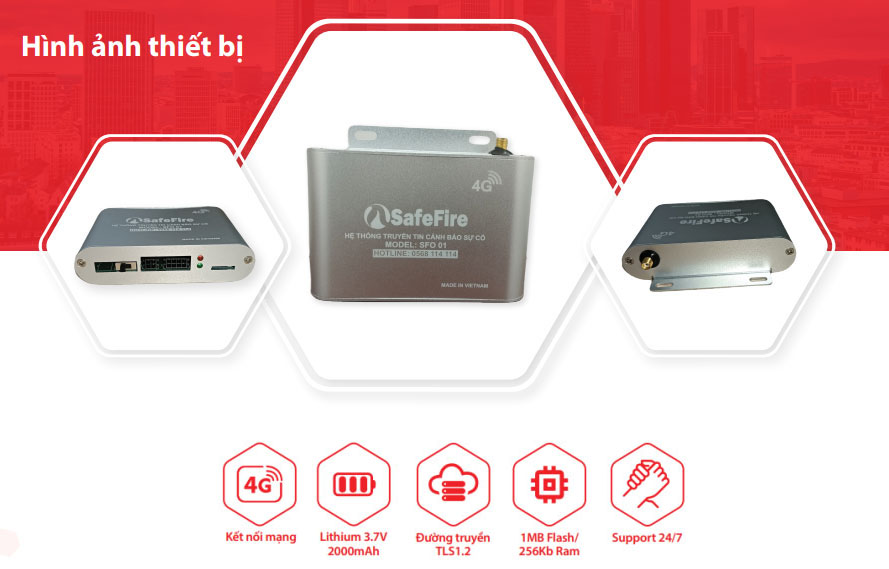 Hình ảnh thiết bị
SafeFire
4G
SafeFire
HỆ THỐNG TRUYỀN TIN CẢNH BÁO SỰ CỐ
MODEL: SFO 01
HOTLINE: 0568 114 114
MADE IN VIETNAM
4G
4G
Kết nối mạng
Lithium 3.7V
2000mAh
Đường truyền
TLS1.2
1MB Flash/
256Kb Ram
Support 24/7